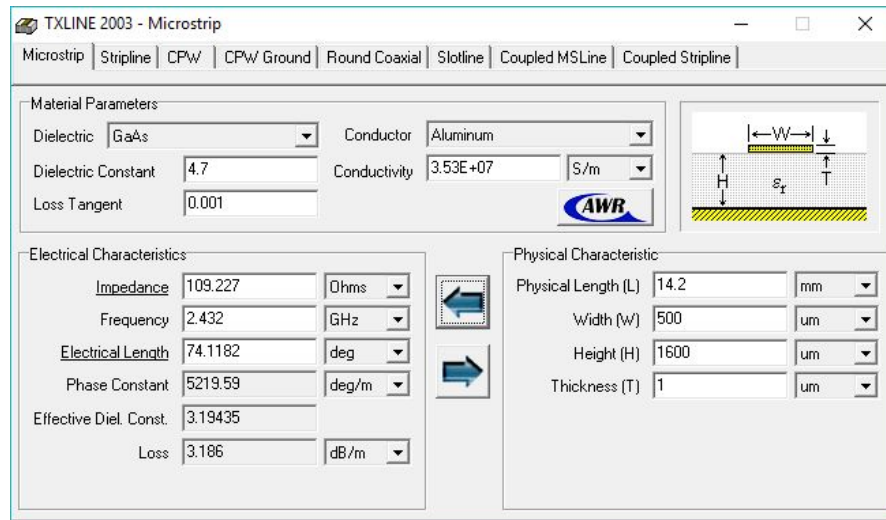 TXLINE 2003 - Microstrip
Microstrip Stripline CPW CPW Ground Round Coaxial Slotline Coupled MSLine Coupled Stripline
Material Parameters
Dielectric GaAs Conductor Aluminum
Dielectric Constant 4.7 Conductivity 3.53E+07 S/m
Loss Tangent 0.001 AWR
W
H εr T
Electrical Characteristics Physical Characteristic
Impedance 109.227 Ohms Physical Length (L) 14.2 mm
Frequency 2.432 GHz Width (W) 500 um
Electrical Length 74.1182 deg Height (H) 1600 um
Phase Constant 5219.59 deg/m Thickness (T) 1 um
Effective Diel. Const. 3.19435
Loss 3.186 dB/m